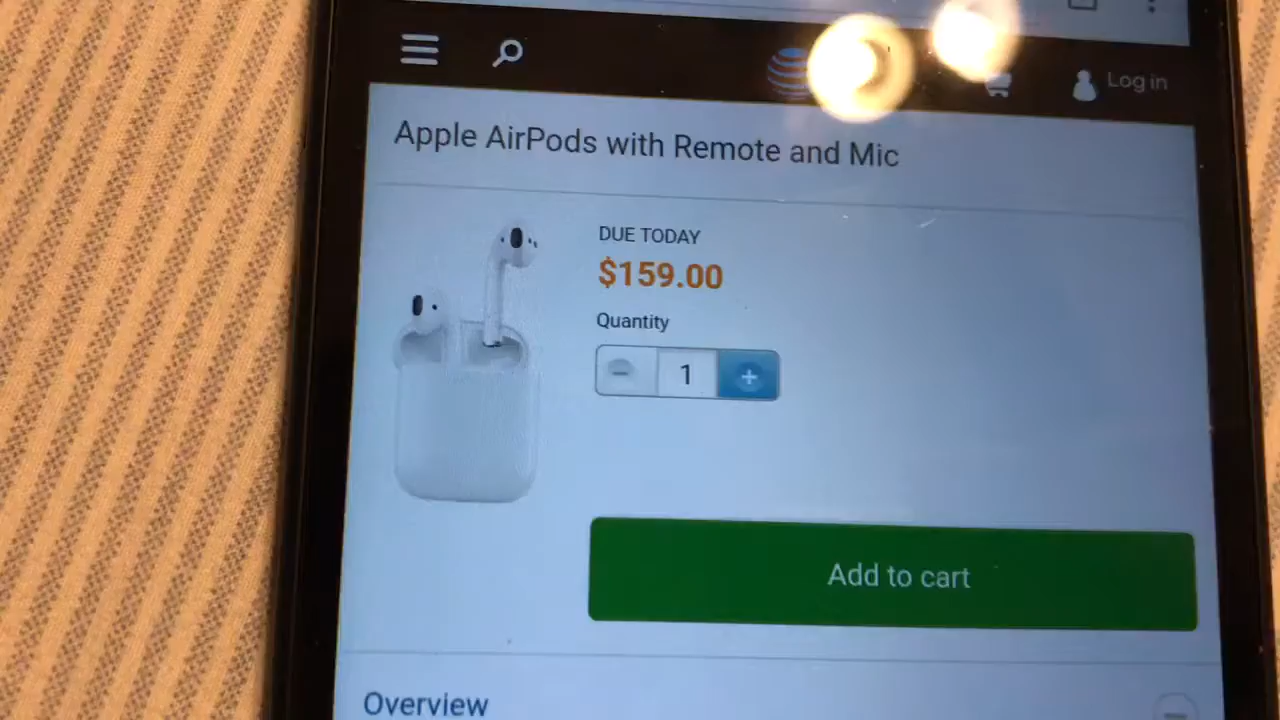 Log in
Apple AirPods with Remote and Mic
DUE TODAY
$159.00
Quantity
1
Add to cart
Overview